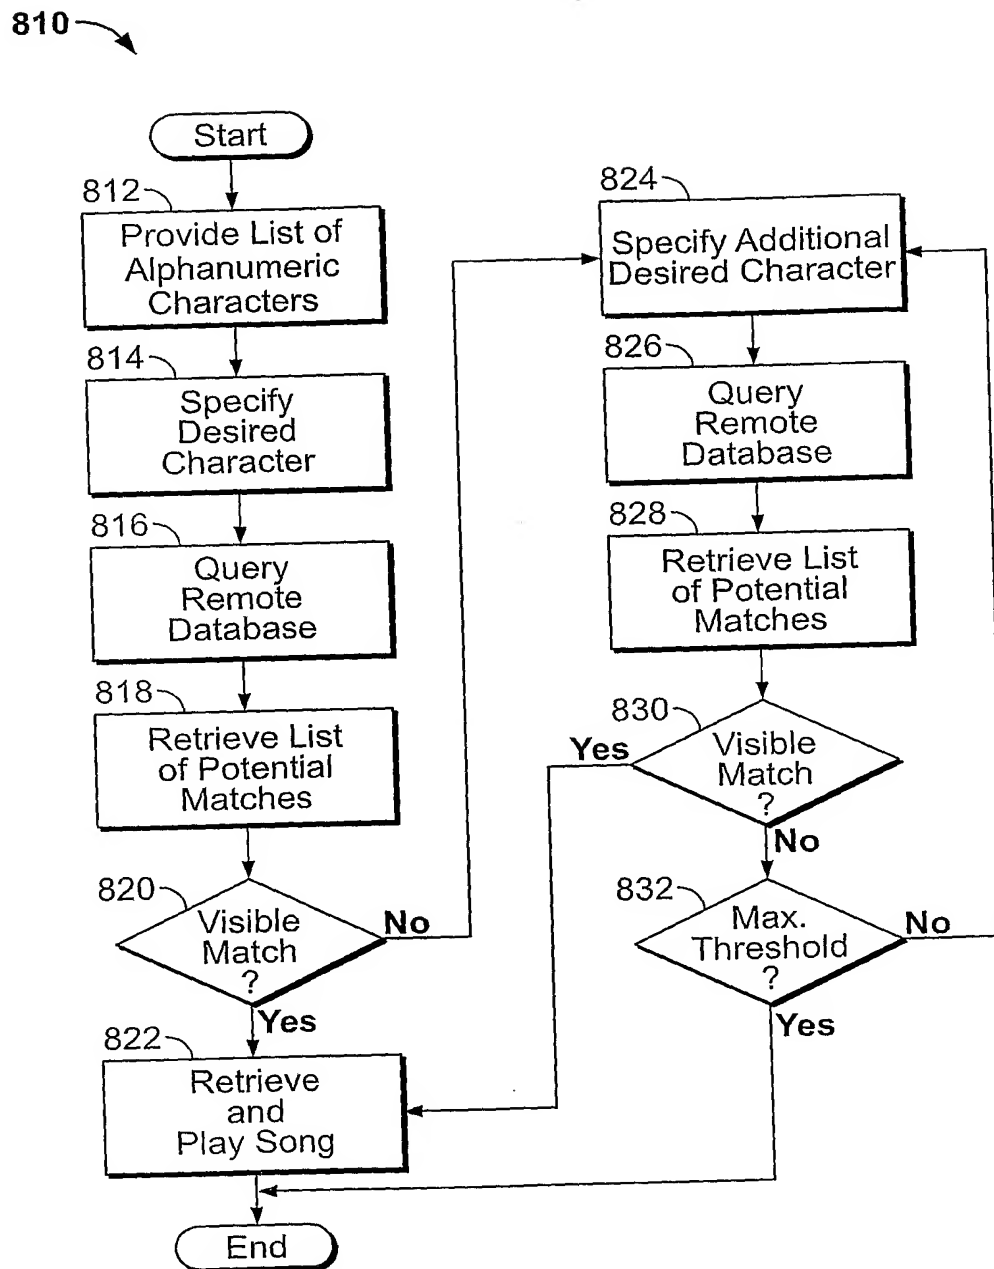 810
Start
812
Provide List of
Alphanumeric
Characters
814
Specify
Desired
Character
816
Query
Remote
Database
818
Retrieve List
of Potential
Matches
820
Visible
Match
?
No
Yes
822
Retrieve
and
Play Song
End
824
Specify Additional
Desired Character
826
Query
Remote
Database
828
Retrieve List
of Potential
Matches
830
Visible
Match
?
Yes
No
832
Max.
Threshold
?
No
Yes